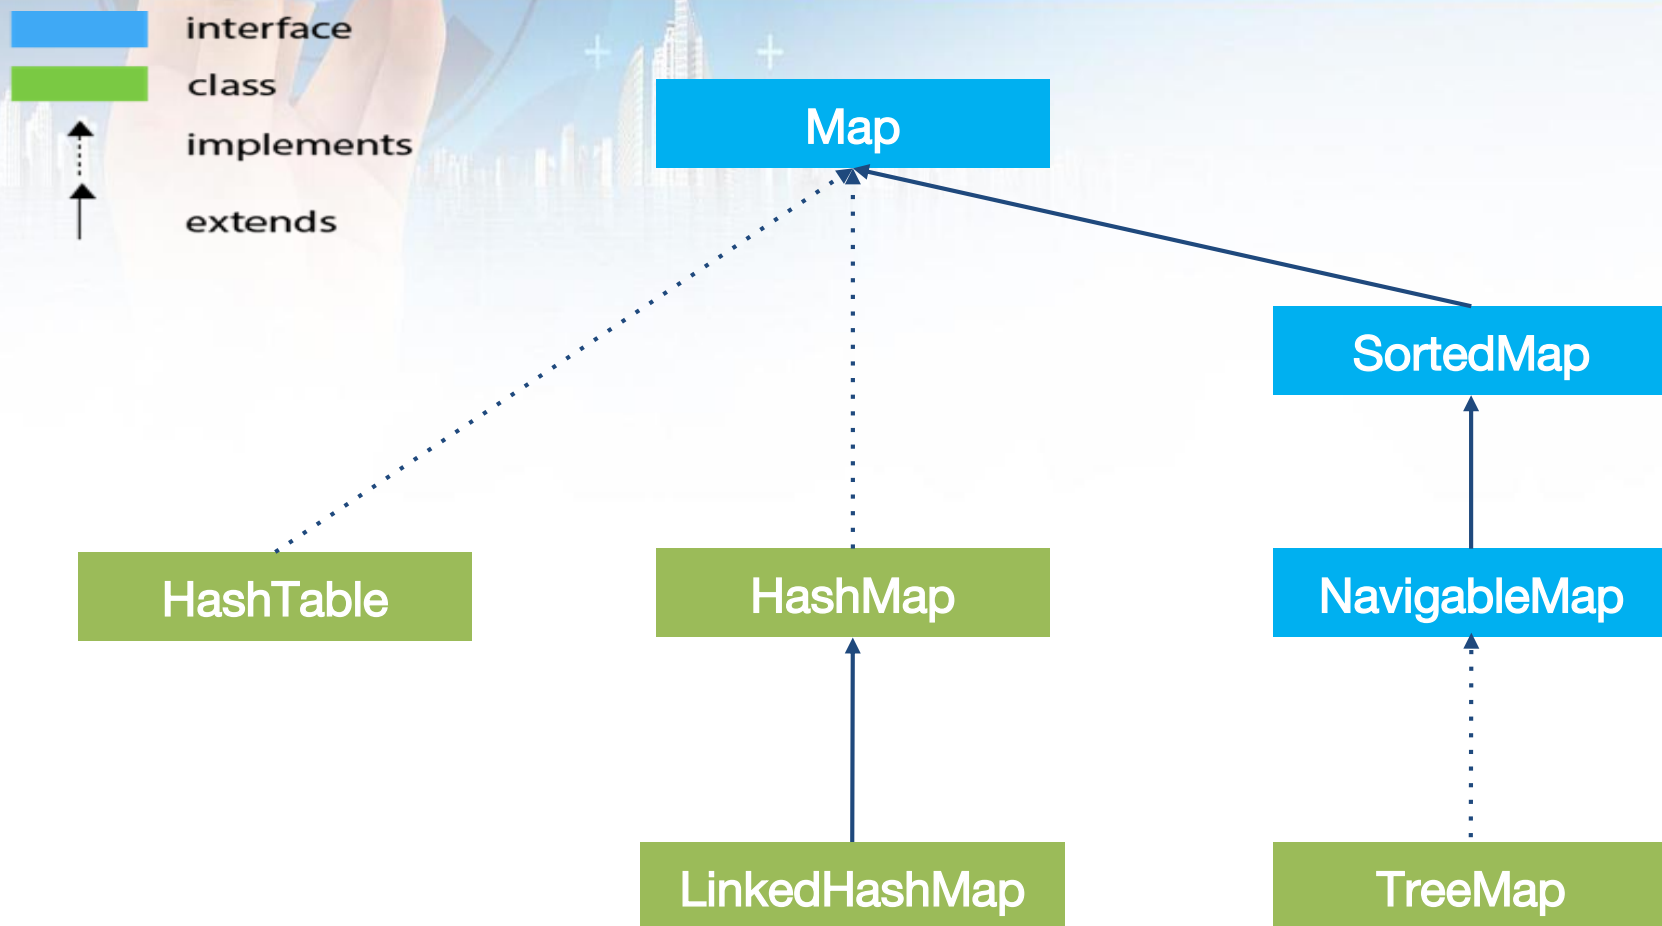 interface
class
implements
extends
Map
SortedMap
HashTable
HashMap
NavigableMap
LinkedHashMap
TreeMap